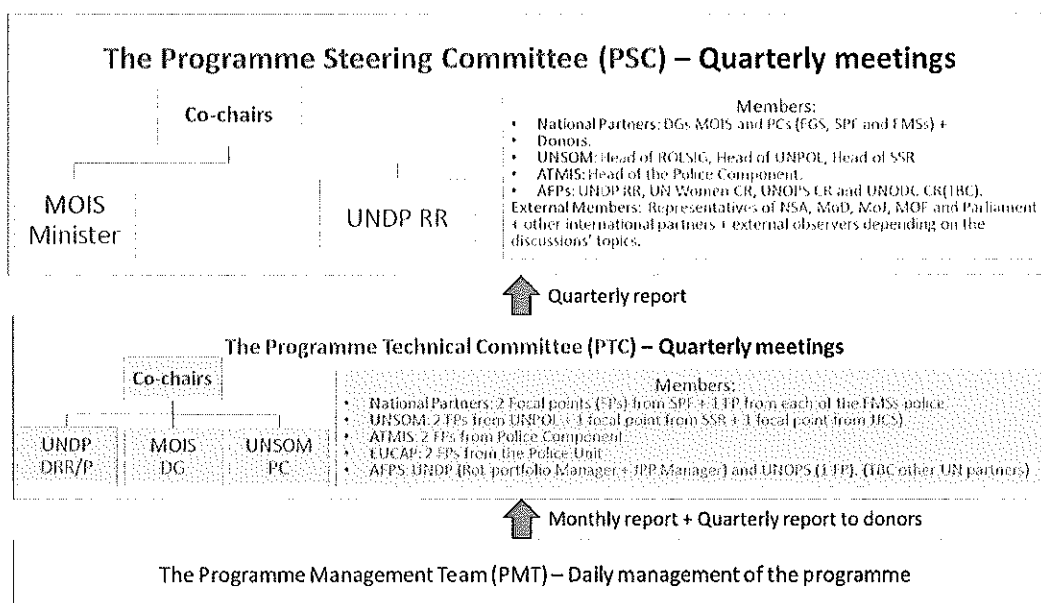 The Programme Steering Committee (PSC) – Quarterly meetings
Co-chairs
MOIS
Minister
UNDP RR
Members:
• National Partners: DGs MOIS and PCs (FGS, SPF and FMSs) +
• Donors.
• UNSOM: Head of ROLSIG, Head of UNPOL, Head of SSR
• ATMIS: Head of the Police Component.
• AFPs: UNDP RR, UN Women CR, UNOPS CR and UNODC CR(TBC).
External Members: Representatives of NSA, MoD, MoJ, MOF and Parliament
+ other international partners + external observers depending on the
discussions' topics.
Quarterly report
The Programme Technical Committee (PTC) – Quarterly meetings
Co-chairs
UNDP
DRR/P
MOIS
DG
UNSOM
PC
Members:
• National Partners: 2 Focal points (FPs) from SPF + 1 FP from each of the FMSs police
• UNSOM: 2 FPs from UNPOL + 1 focal point from SSR + 1 focal point from
• ATMIS: 2 FPs from Police Component
• EUCAP: 2 FPs from the Police Unit
• AFPS: UNDP (RoL portfolio Manager + JPP Manager) and UNOPS (1 FP). (TBC other UN partners)
Monthly report + Quarterly report to donors
The Programme Management Team (PMT) – Daily management of the programme